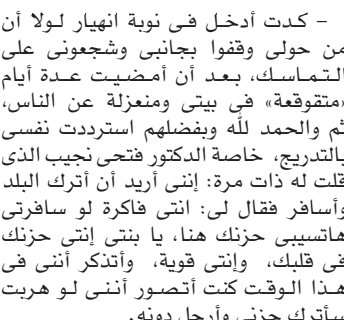 - كدت أدخل فى نوبة انهيار لولا أن
من حولى وقفوا بجانبى وشجعونى على
التماسك، بعد أن أمضيت عدة أيام
«متقوقعة» فى بيتى ومنعزلة عن الناس،
ثم والحمد لله وبفضلهم استرددت نفسى
بالتدريج، خاصة الدكتور فتحى نجيب الذى
قلت له ذات مرة: إننى أريد أن أترك البلد
وأسافر فقال لى: انتى فاكرة لو سافرتى
هاتسيبى حزنك هنا، يا بنتى إنتى حزنك
فى قلبك، وإنتى قوية، وأتذكر أننى فى
هذا الوقت كنت أتصور أننى لو هربت
سأترك حزنى وأرحل دونه.